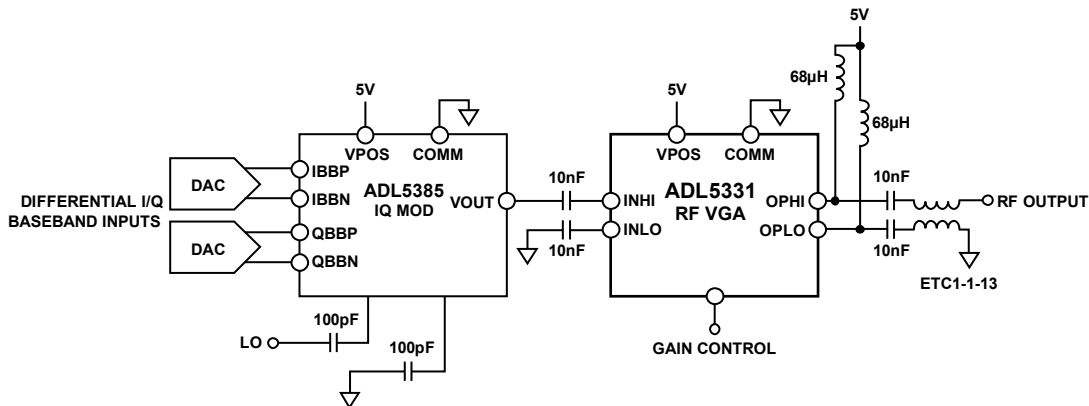 5V
68μH
68μH
5V
VPOS
COMM
5V
VPOS
COMM
DIFFERENTIAL I/Q
BASEBAND INPUTS
DAC
DAC
IBBP
IBBN
QBBP
QBBN
ADL5385
IQ MOD
VOUT
10nF
10nF
INHI
INLO
ADL5331
RF VGA
OPHI
OPLO
10nF
10nF
RF OUTPUT
ETC1-1-13
LO
100pF
100pF
GAIN CONTROL